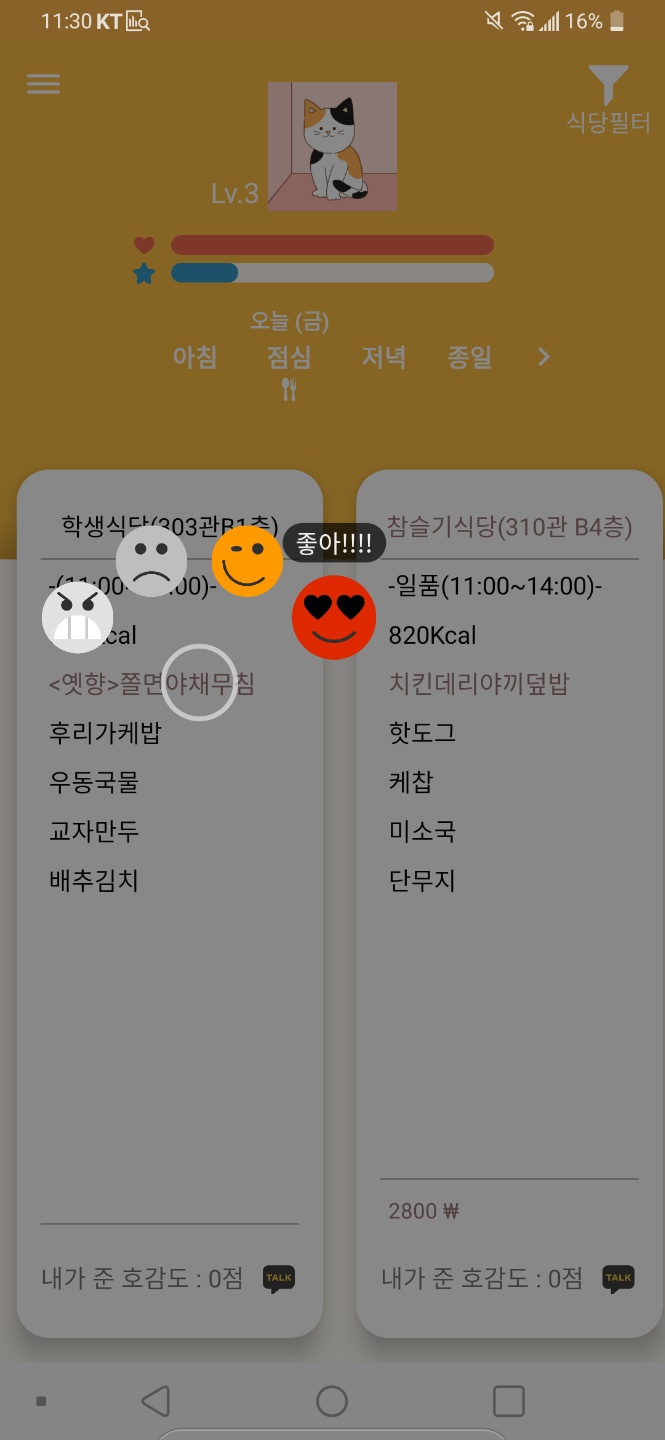 11:30 KT
16%
식당필터
Lv.3
오늘 (금)
아침 점심 저녁 종일
학생식당(303관B1층)
좋아!!!!
-(11:00 :00)-
cal
<옛향>쫄면야채무침
후리가케밥
우동국물
교자만두
배추김치
내가 준 호감도 : 0점 TALK
참슬기식당(310관 B4층)
-일품(11:00~14:00)-
820Kcal
치킨데리야끼덮밥
핫도그
케찹
미소국
단무지
2800 ₩
내가 준 호감도 : 0점 TALK